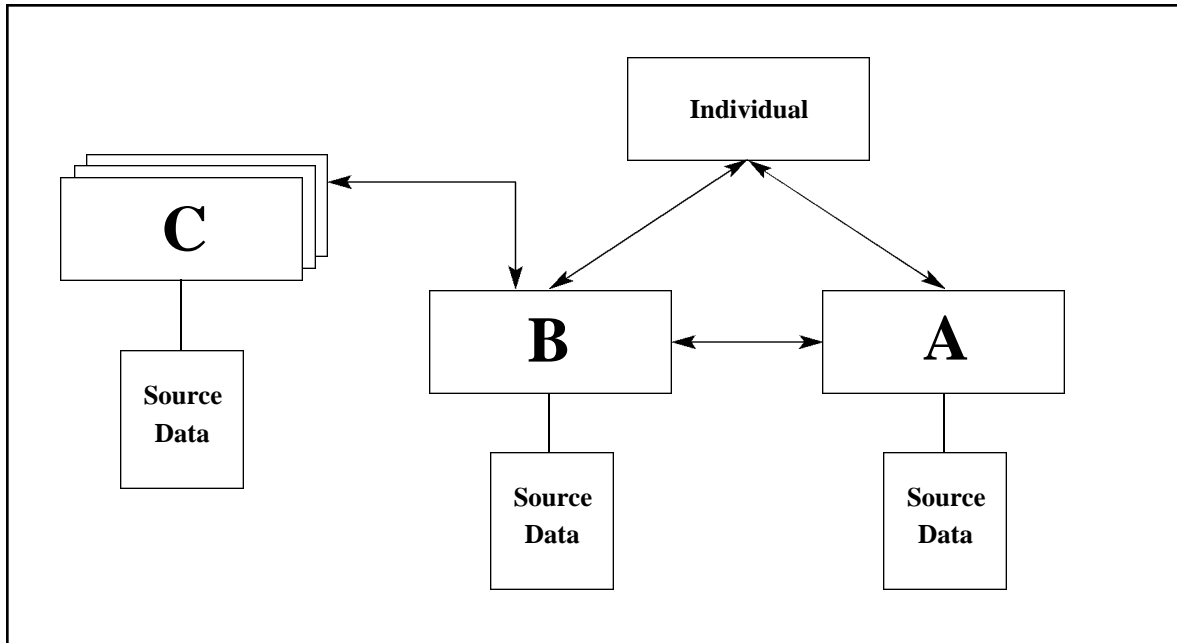 Individual
C
B
A
Source
Data
Source
Data
Source
Data